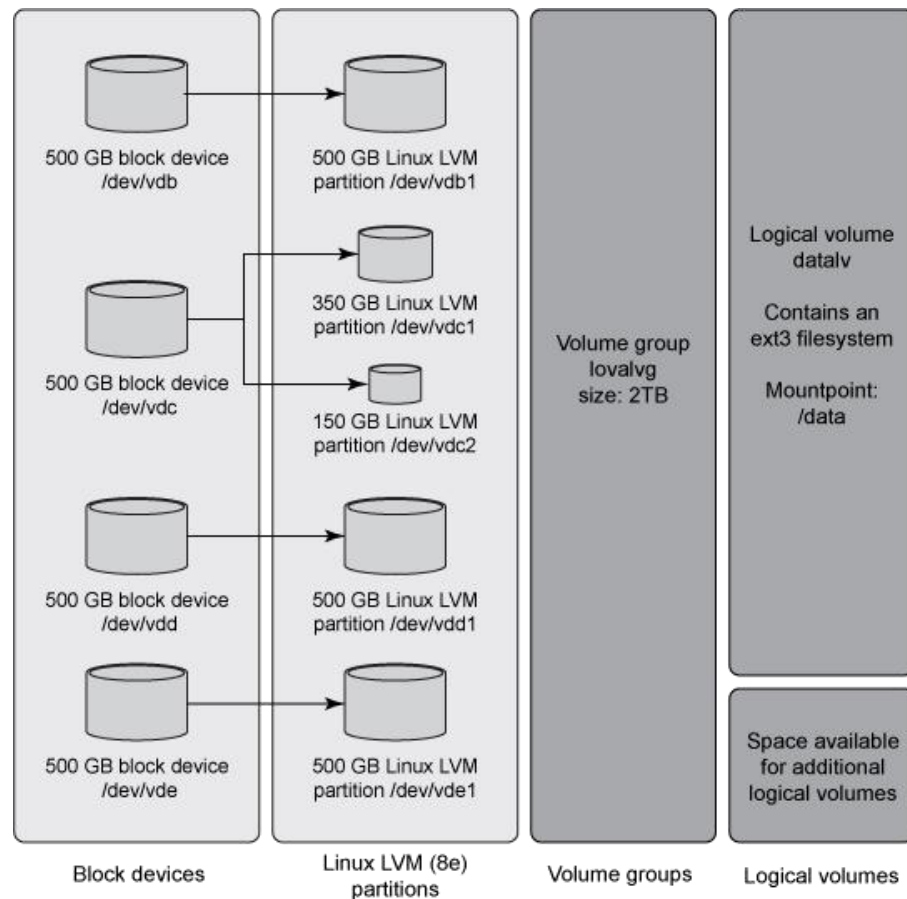 500 GB block device
/dev/vdb
500 GB Linux LVM
partition /dev/vdb1
500 GB block device
/dev/vdc
350 GB Linux LVM
partition /dev/vdc1
150 GB Linux LVM
partition /dev/vdc2
500 GB block device
/dev/vdd
500 GB Linux LVM
partition /dev/vdd1
500 GB block device
/dev/vde
500 GB Linux LVM
partition /dev/vde1
Volume group
lovalvg
size: 2TB
Logical volume
datalv
Contains an
ext3 filesystem
Mountpoint:
/data
Space available
for additional
logical volumes
Block devices
Linux LVM (8e)
partitions
Volume groups
Logical volumes